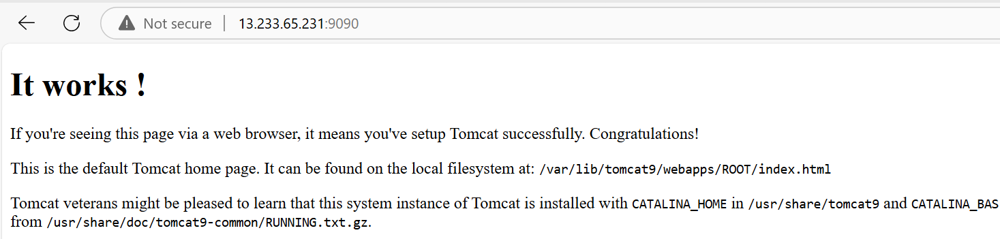 Not secure | 13.233.65.231:9090
It works !
If you're seeing this page via a web browser, it means you've setup Tomcat successfully. Congratulations!
This is the default Tomcat home page. It can be found on the local filesystem at: /var/lib/tomcat9/webapps/ROOT/index.html
Tomcat veterans might be pleased to learn that this system instance of Tomcat is installed with CATALINA_HOME in /usr/share/tomcat9 and CATALINA_BAS
from /usr/share/doc/tomcat9-common/RUNNING.txt.gz.